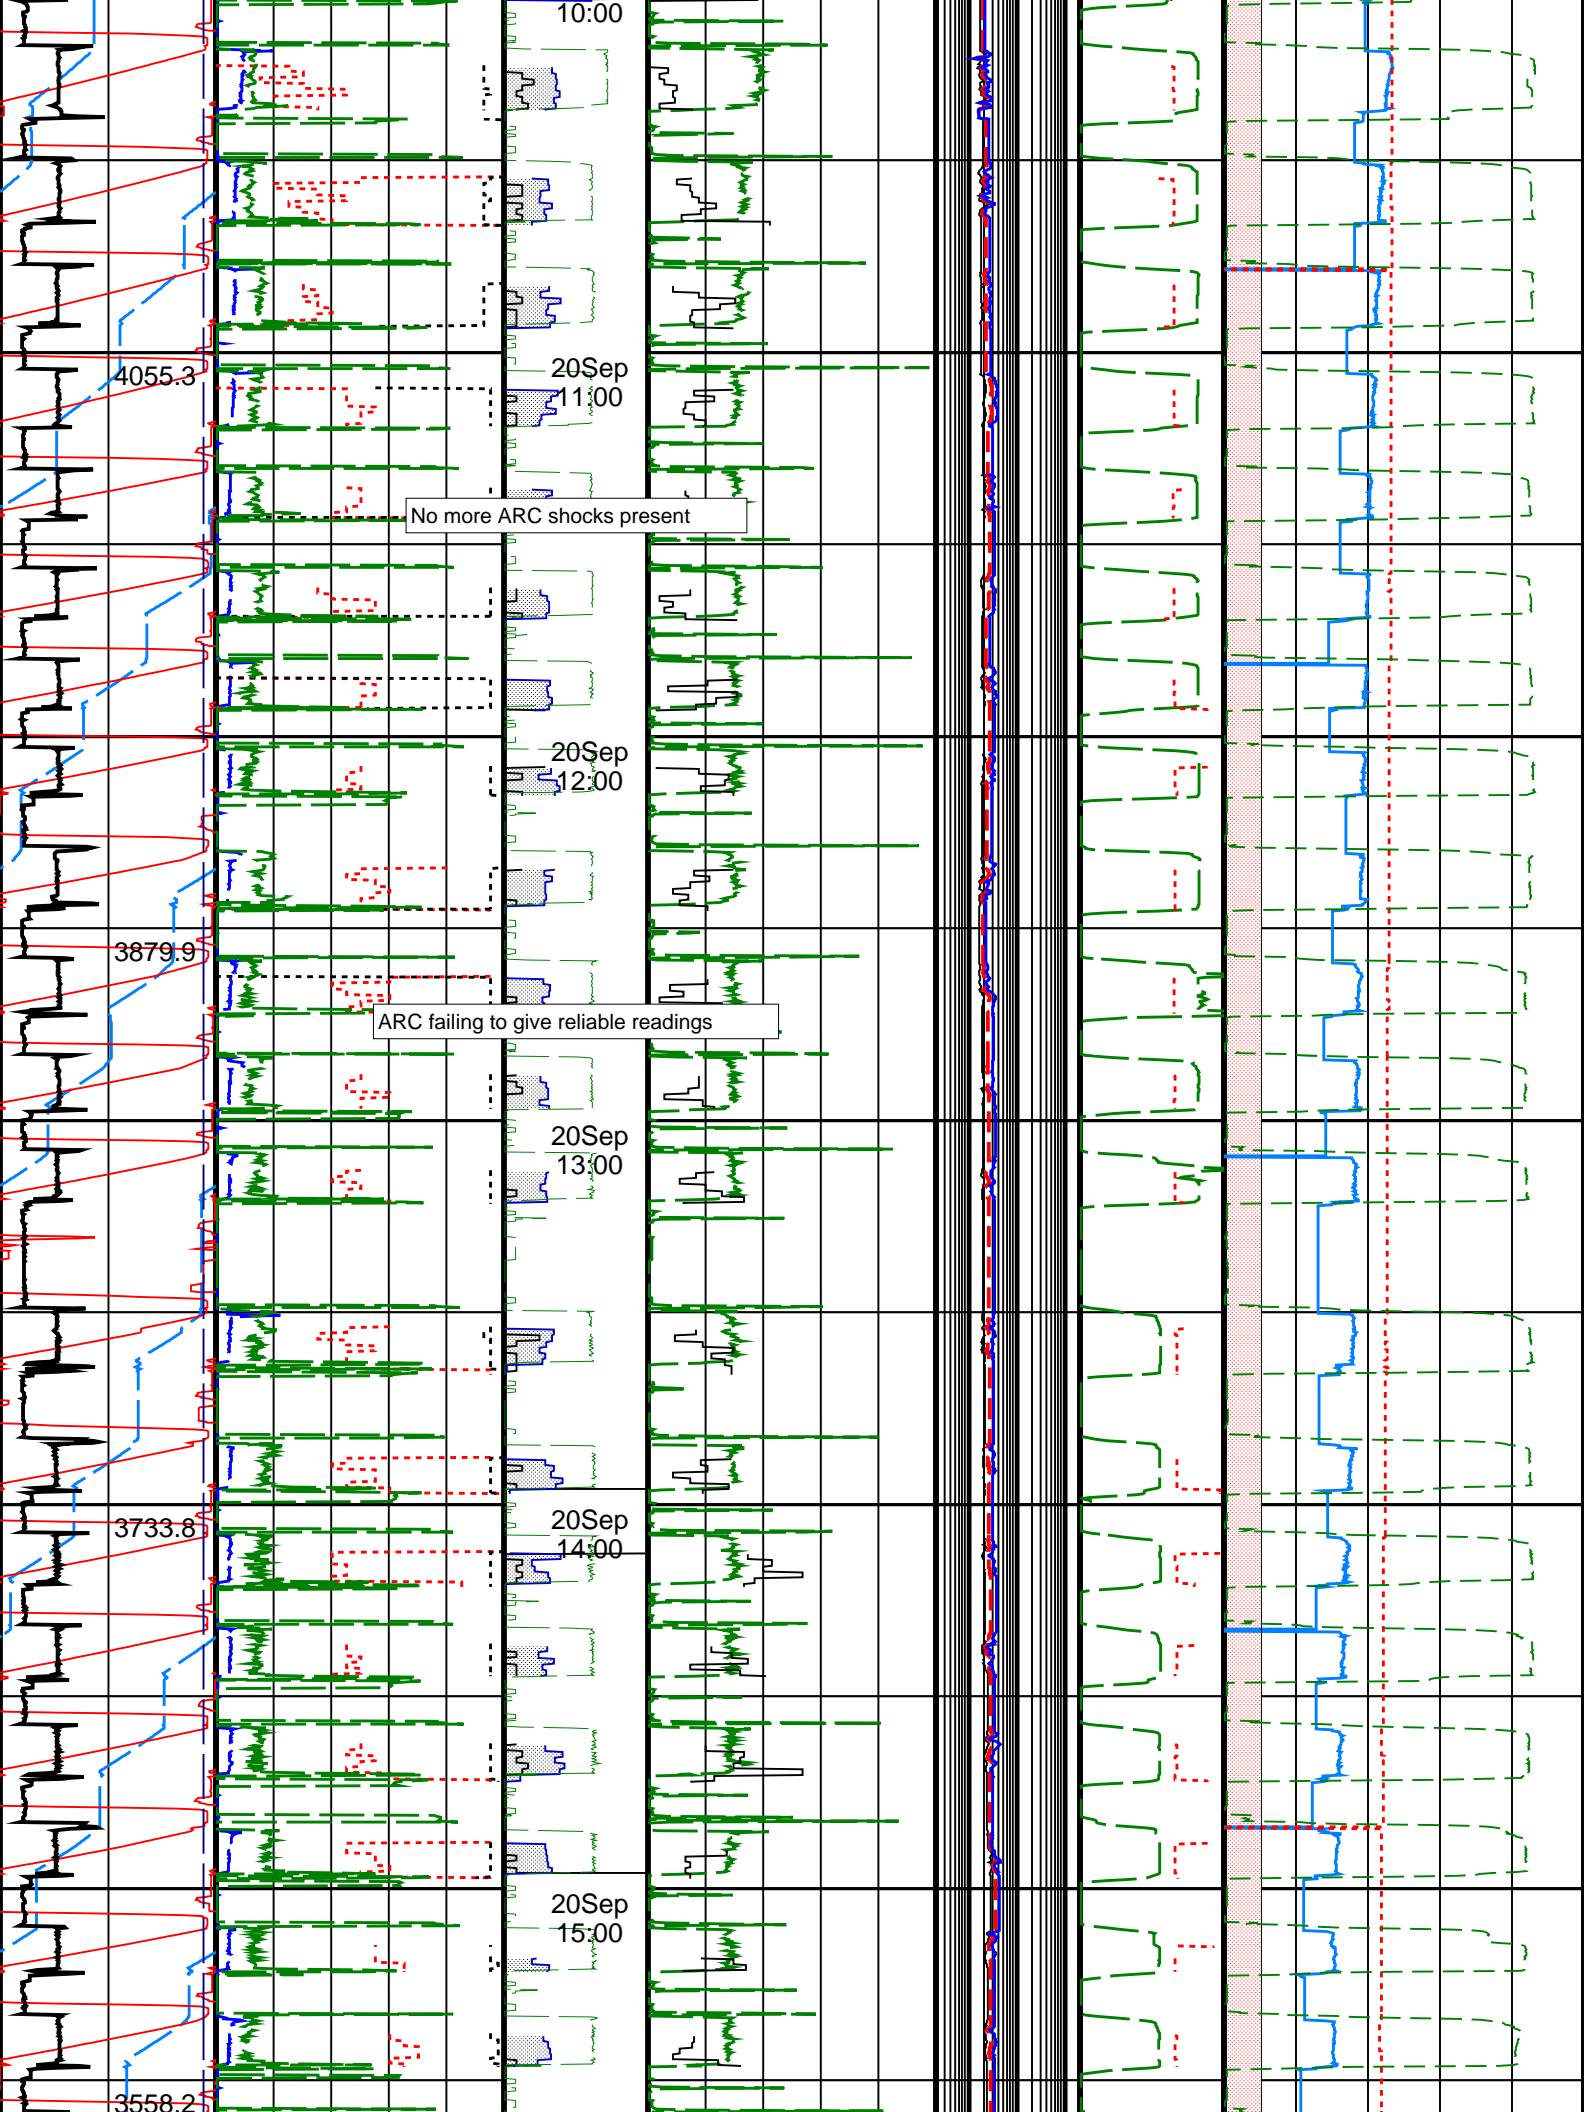 10:00
4055.3
20Sep
11:00
No more ARC shocks present
20Sep
12:00
3879.9
ARC failing to give reliable readings
20Sep
13:00
3733.8
20Sep
14:00
20Sep
15:00
3558.2